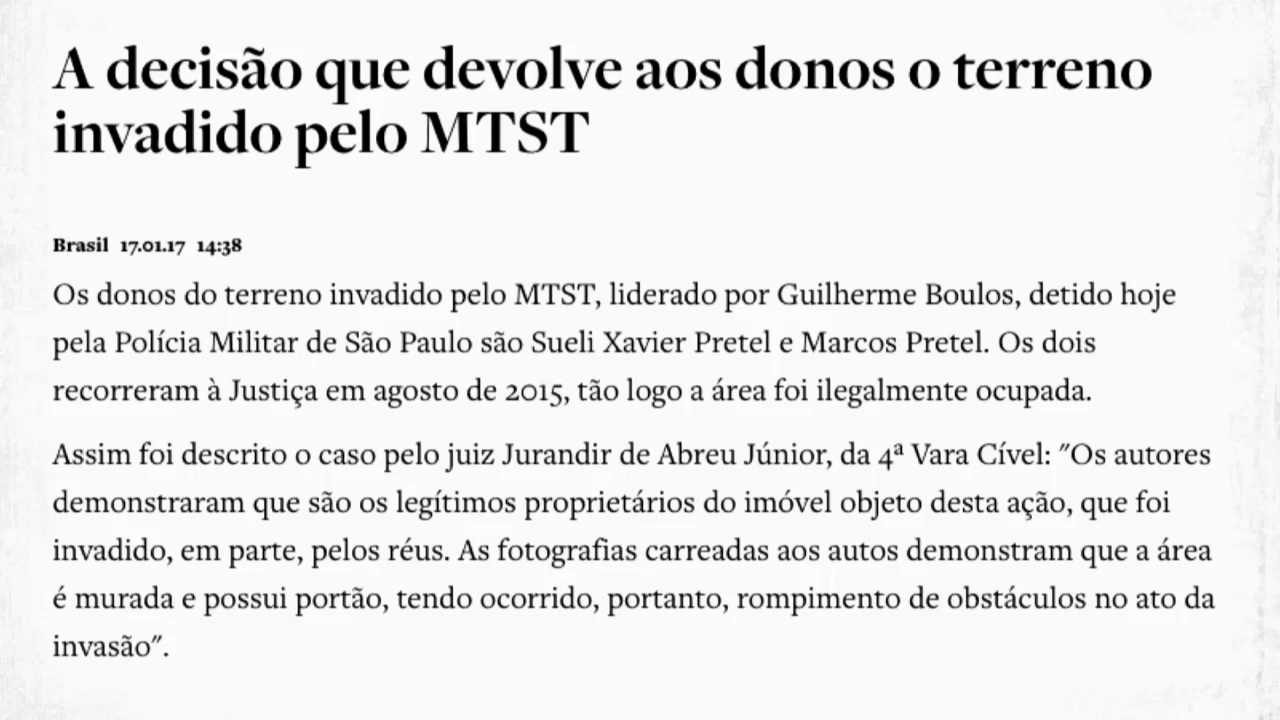 A decisão que devolve aos donos o terreno
invadido pelo MTST
Brasil 17.01.17 14:38
Os donos do terreno invadido pelo MTST, liderado por Guilherme Boulos, detido hoje
pela Polícia Militar de São Paulo são Sueli Xavier Pretel e Marcos Pretel. Os dois
recorreram à Justiça em agosto de 2015, tão logo a área foi ilegalmente ocupada.
Assim foi descrito o caso pelo juiz Jurandir de Abreu Júnior, da 4ª Vara Cível: "Os autores
demonstraram que são os legítimos proprietários do imóvel objeto desta ação, que foi
invadido, em parte, pelos réus. As fotografias carreadas aos autos demonstram que a área
é murada e possui portão, tendo ocorrido, portanto, rompimento de obstáculos no ato da
invasão".